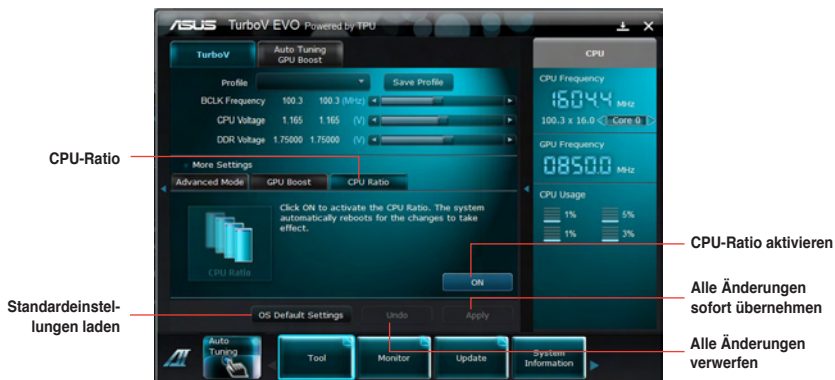 ASUS TurboV EVO Powered by TPU
TurboV
Auto Tuning
GPU Boost
Profile
Save Profile
BCLK Frequency 100.3 100.3 (MHz)
CPU Voltage 1.165 1.165 (V)
DDR Voltage 1.75000 1.75000 (V)
More Settings
Advanced Mode
GPU Boost
CPU Ratio
Click ON to activate the CPU Ratio. The system
automatically reboots for the changes to take
effect.
CPU Ratio
ON
OS Default Settings
Undo
Apply
CPU
CPU Frequency
1604.4 MHz
100.3 x 16.0 Core 0
GPU Frequency
0850.0 MHz
CPU Usage
1% 5%
1% 3%
Auto
Tuning
Tool
Monitor
Update
System
Information
CPU-Ratio
Standardeinstel-
lungen laden
CPU-Ratio aktivieren
Alle Änderungen
sofort übernehmen
Alle Änderungen
verwerfen